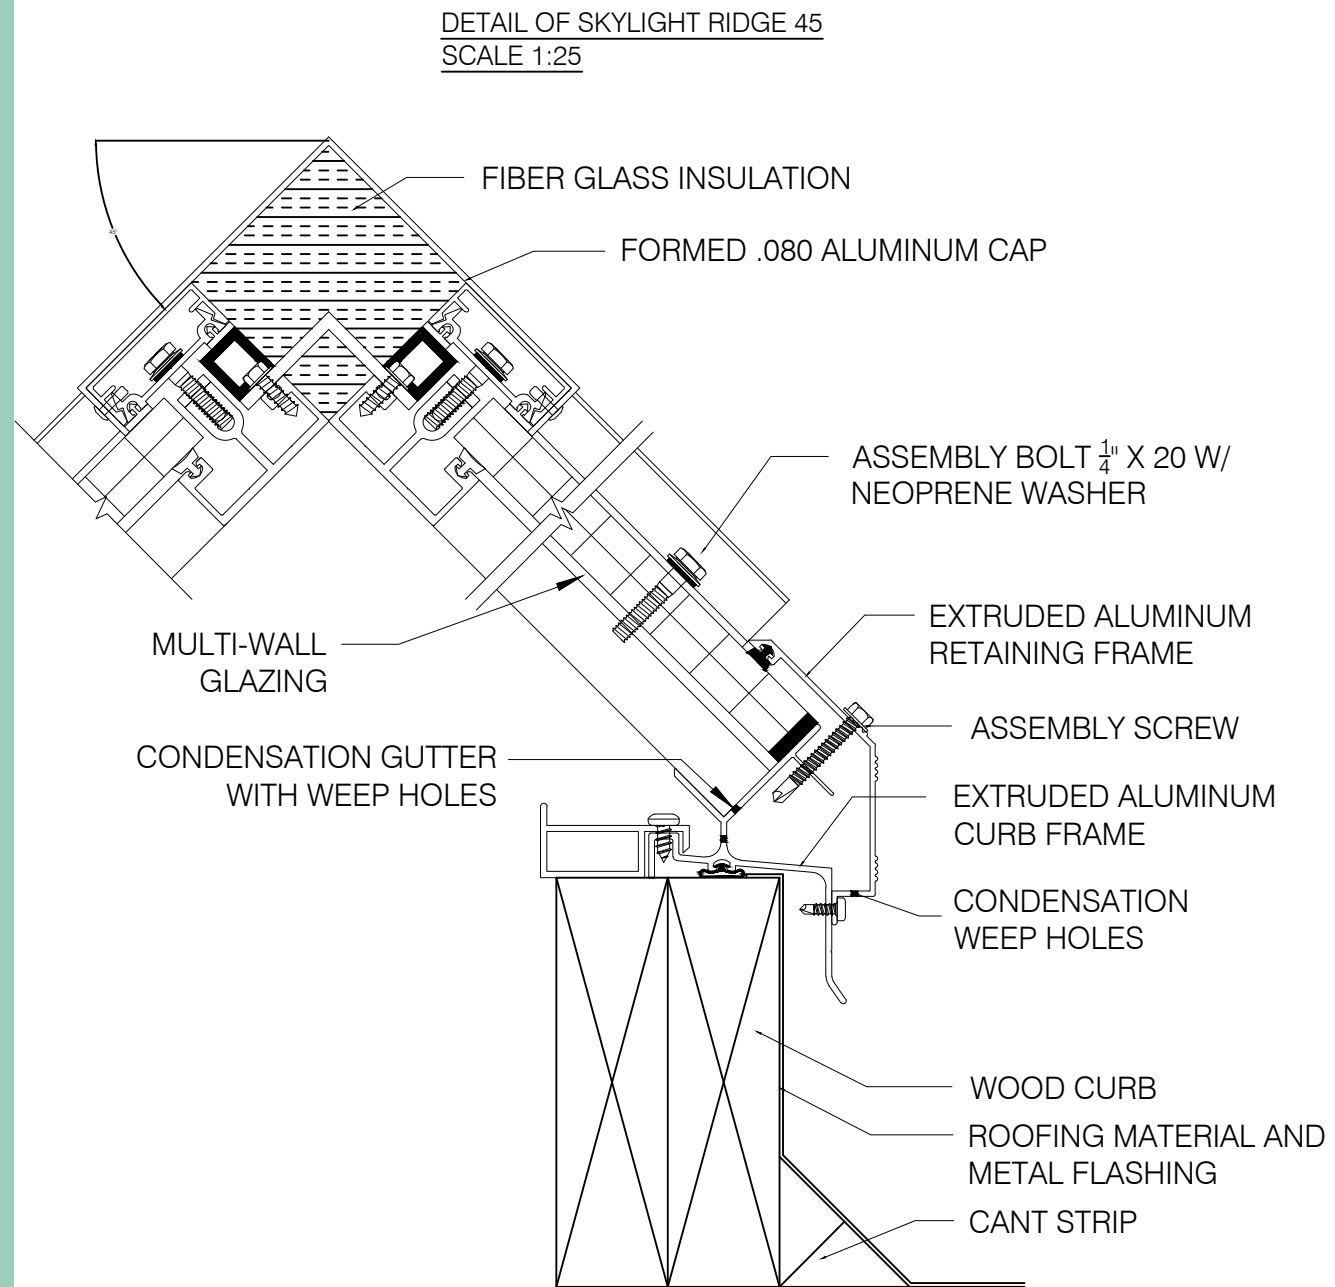 DETAIL OF SKYLIGHT RIDGE 45
SCALE 1:25
FIBER GLASS INSULATION
FORMED .080 ALUMINUM CAP
45°
ASSEMBLY BOLT 1/4" X 20 W/
NEOPRENE WASHER
EXTRUDED ALUMINUM
RETAINING FRAME
MULTI-WALL
GLAZING
ASSEMBLY SCREW
CONDENSATION GUTTER
WITH WEEP HOLES
EXTRUDED ALUMINUM
CURB FRAME
CONDENSATION
WEEP HOLES
WOOD CURB
ROOFING MATERIAL AND
METAL FLASHING
CANT STRIP